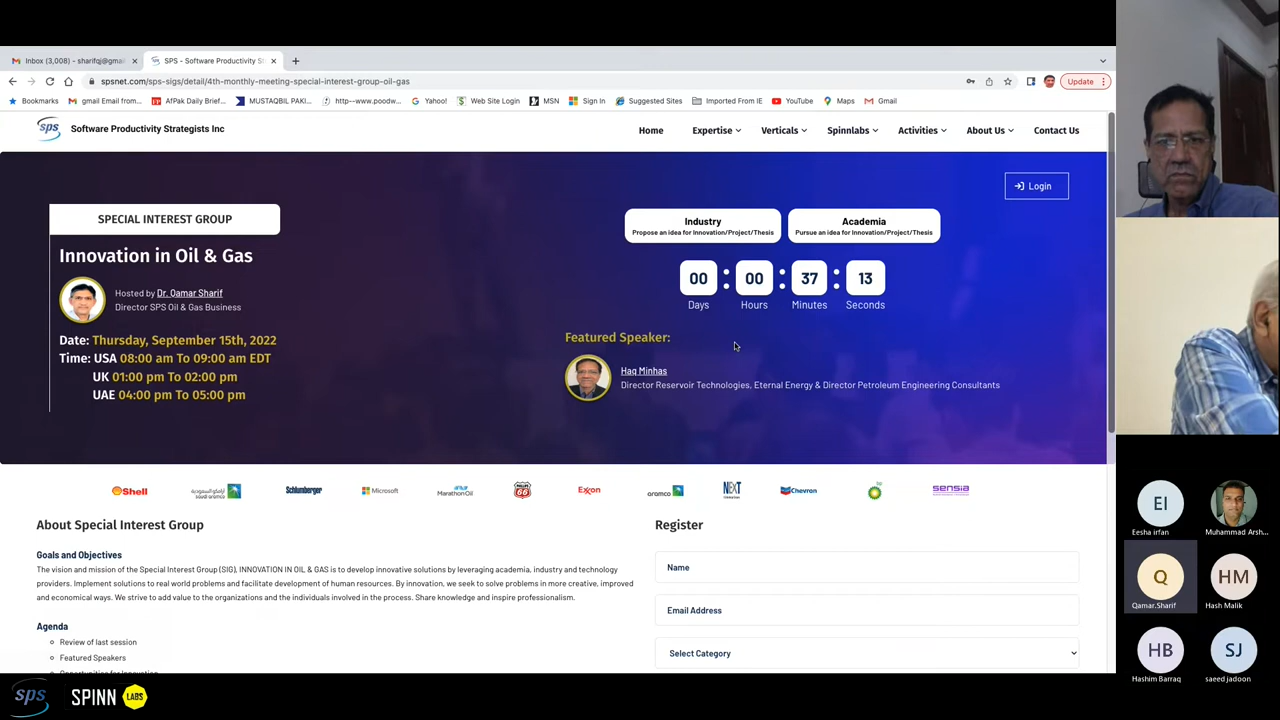 Inbox (3,008) - sharifqj@gmai
SPS - Software Productivity St
spsnet.com/sps-sigs/detail/4th-monthly-meeting-special-interest-group-oil-gas
Update
Bookmarks
gmail Email from...
AfPak Daily Brief...
MUSTAQBIL PAKI...
http--www.poodw...
Yahoo!
Web Site Login
MSN
Sign In
Suggested Sites
Imported From IE
YouTube
Maps
Gmail
sps
Software Productivity Strategists Inc
Home
Expertise
Verticals
Spinnlabs
Activities
About Us
Contact Us
Login
SPECIAL INTEREST GROUP
Innovation in Oil & Gas
Hosted by Dr. Qamar Sharif
Director SPS Oil & Gas Business
Date: Thursday, September 15th, 2022
Time: USA 08:00 am To 09:00 am EDT
UK 01:00 pm To 02:00 pm
UAE 04:00 pm To 05:00 pm
Industry
Propose an idea for Innovation/Project/Thesis
Academia
Pursue an idea for Innovation/Project/Thesis
00 : 00 : 37 : 13
Days Hours Minutes Seconds
Featured Speaker:
Haq Minhas
Director Reservoir Technologies, Eternal Energy & Director Petroleum Engineering Consultants
Shell
Schlumberger
Microsoft
MarathonOil
PHILLIPS 66
Exxon
aramco
NEXT
Chevron
bp
sensia
About Special Interest Group
Goals and Objectives
The vision and mission of the Special Interest Group (SIG), INNOVATION IN OIL & GAS is to develop innovative solutions by leveraging academia, industry and technology
providers. Implement solutions to real world problems and facilitate development of human resources. By innovation, we seek to solve problems in more creative, improved
and economical ways. We strive to add value to the organizations and the individuals involved in the process. Share knowledge and inspire professionalism.
Agenda
Review of last session
Featured Speakers
Opportunities for Innovation
Register
Name
Email Address
Select Category
EI
Eesha irfan
Muhammad Arsh...
Q
Qamar.Sharif
HM
Hash Malik
HB
Hashim Barraq
SJ
saeed jadoon
sps
SPINN LABS